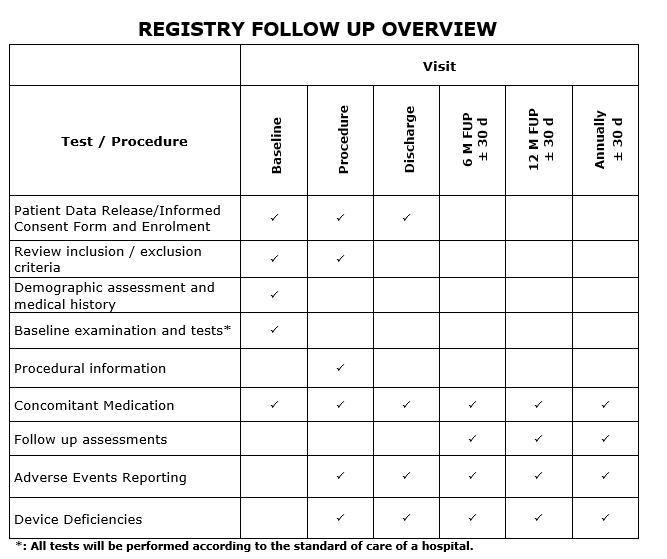 REGISTRY FOLLOW UP OVERVIEW
Visit
Test / Procedure
Baseline
Procedure
Discharge
6 M FUP
± 30 d
12 M FUP
± 30 d
Annually
± 30 d
Patient Data Release/Informed
Consent Form and Enrolment ✓ ✓ ✓
Review inclusion / exclusion
criteria ✓ ✓
Demographic assessment and
medical history ✓
Baseline examination and tests* ✓
Procedural information ✓
Concomitant Medication ✓ ✓ ✓ ✓ ✓ ✓
Follow up assessments ✓ ✓ ✓
Adverse Events Reporting ✓ ✓ ✓ ✓ ✓
Device Deficiencies ✓ ✓ ✓ ✓ ✓
*: All tests will be performed according to the standard of care of a hospital.